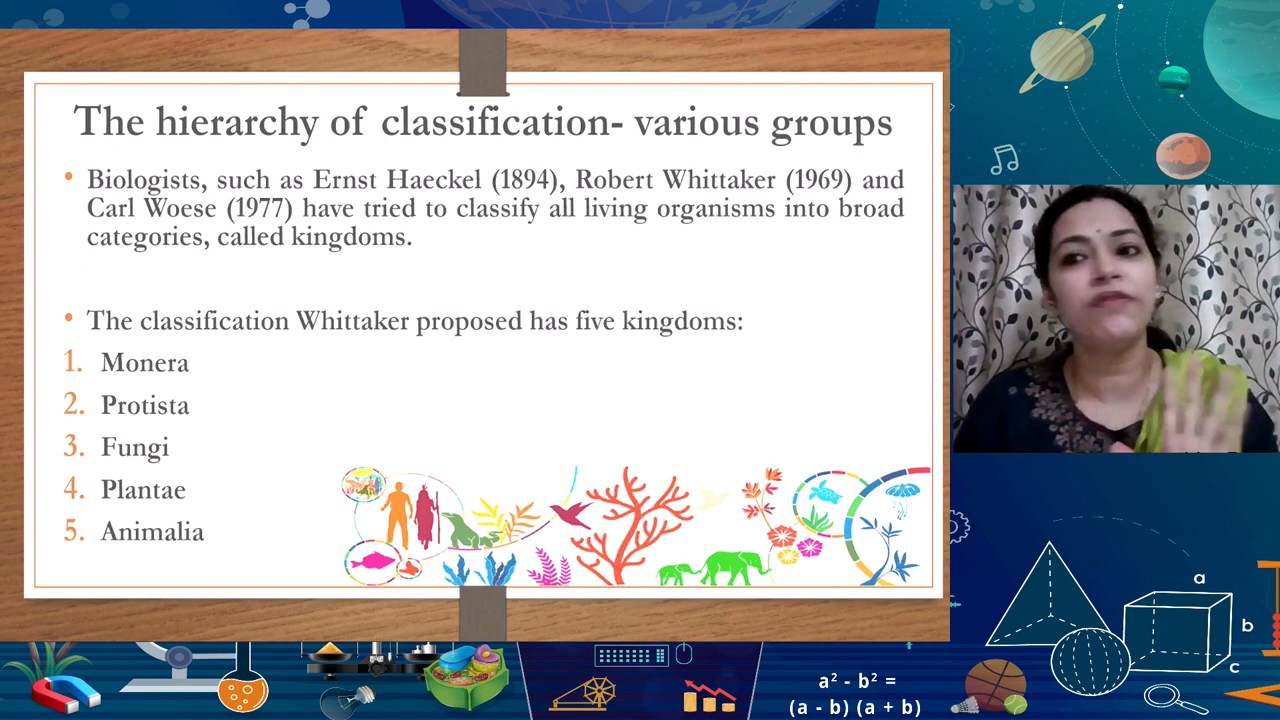 The hierarchy of classification- various groups
• Biologists, such as Ernst Haeckel (1894), Robert Whittaker (1969) and
Carl Woese (1977) have tried to classify all living organisms into broad
categories, called kingdoms.
• The classification Whittaker proposed has five kingdoms:
1. Monera
2. Protista
3. Fungi
4. Plantae
5. Animalia
a
b
c
a² - b² =
(a - b) (a + b)